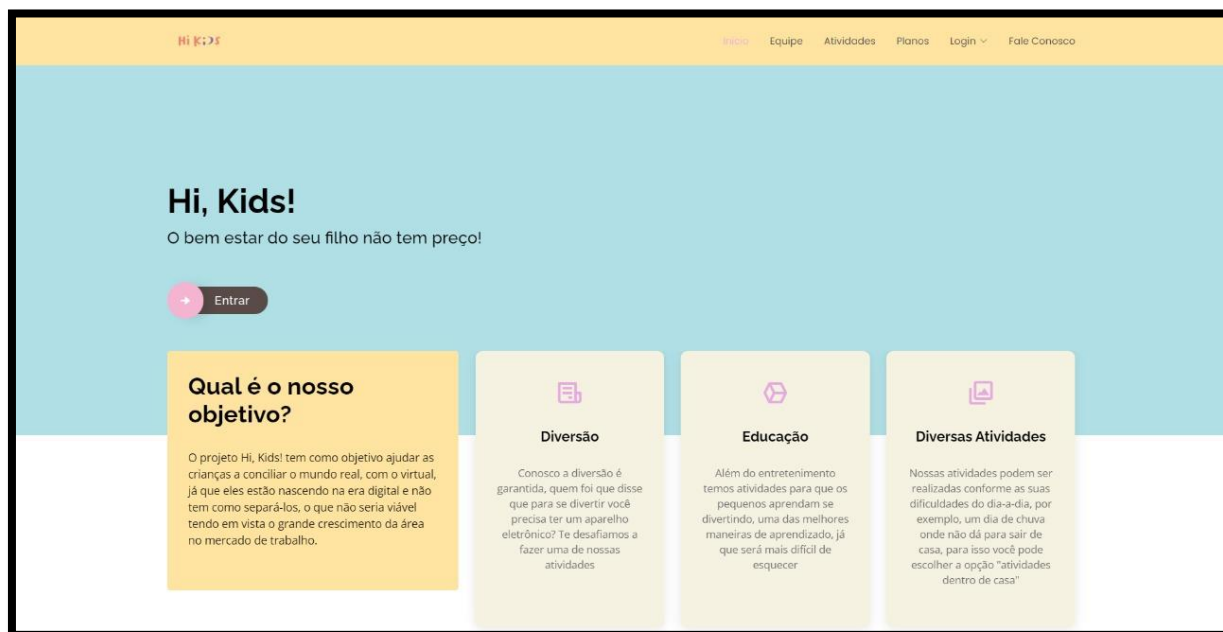 Hi KiDS
Início Equipe Atividades Planos Login Fale Conosco
Hi, Kids!
O bem estar do seu filho não tem preço!
Entrar
Qual é o nosso
objetivo?
O projeto Hi, Kids! tem como objetivo ajudar as
crianças a conciliar o mundo real, com o virtual,
já que eles estão nascendo na era digital e não
tem como separá-los, o que não seria viável
tendo em vista o grande crescimento da área
no mercado de trabalho.
Diversão
Conosco a diversão é
garantida, quem foi que disse
que para se divertir você
precisa ter um aparelho
eletrônico? Te desafiamos a
fazer uma de nossas
atividades
Educação
Além do entretenimento
temos atividades para que os
pequenos aprendam se
divertindo, uma das melhores
maneiras de aprendizado, já
que será mais difícil de
esquecer
Diversas Atividades
Nossas atividades podem ser
realizadas conforme as suas
dificuldades do dia-a-dia, por
exemplo, um dia de chuva
onde não dá para sair de
casa, para isso você pode
escolher a opção "atividades
dentro de casa"